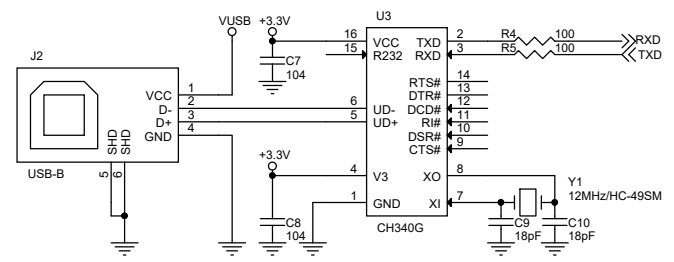 U3
VUSB +3.3V
16 VCC TXD 2 R4 100 RXD
15 R232 RXD 3 R5 100 TXD
C7
104
J2
RTS# 14
DTR# 13
DCD# 12
RI# 11
DSR# 10
CTS# 9
VCC 1
D- 2
D+ 3
GND 4
6 UD-
5 UD+
SHD
SHD
5
6
USB-B
+3.3V
4 V3 XO 8
1 GND XI 7
Y1
12MHz/HC-49SM
C8
104
CH340G
C9
18pF
C10
18pF